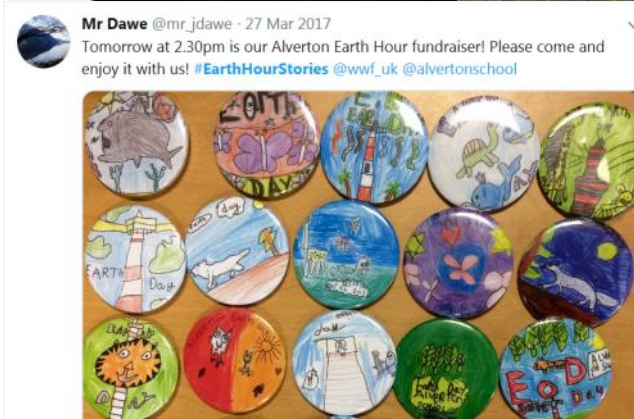 Mr Dawe @mr_jdawe · 27 Mar 2017
Tomorrow at 2.30pm is our Alverton Earth Hour fundraiser! Please come and
enjoy it with us! #EarthHourStories @wwf_uk @alvertonschool
Earth
DAY
EARTH
Day
day
day
Earth Day
ALVERTON
E o D
Day
DAY